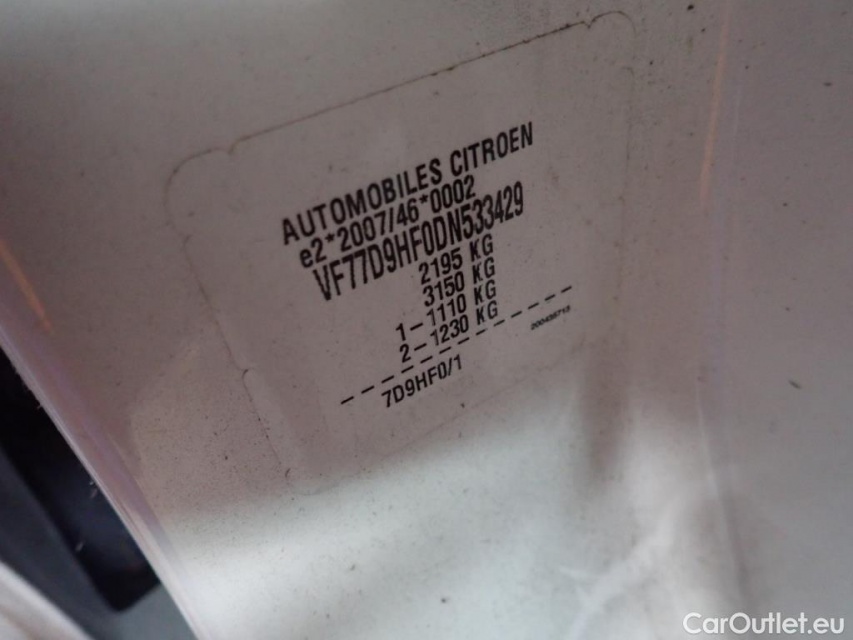 AUTOMOBILES CITROEN
e2*2007/46*0002
VF77D9HF0DN533429
2195 KG
3150 KG
1-1110 KG
2-1230 KG
7D9HF0/1
CarOutlet.eu